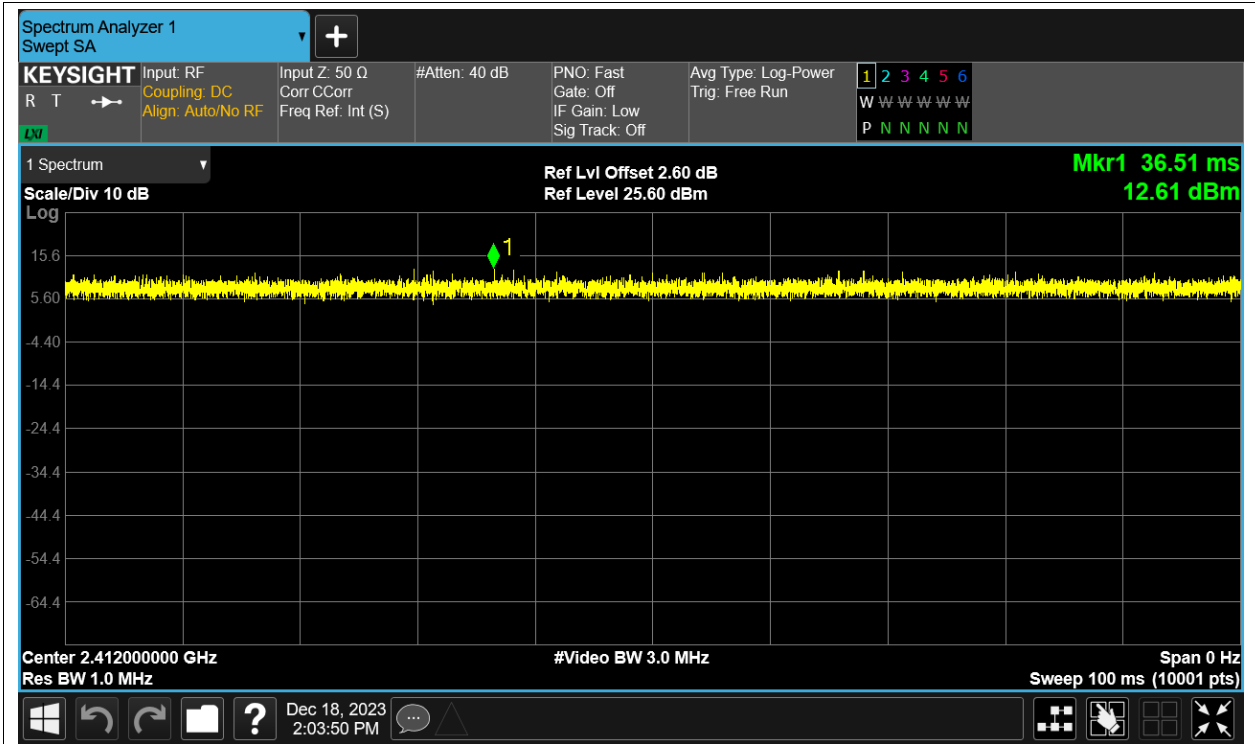 Spectrum Analyzer 1
Swept SA
KEYSIGHT
R T
LXI
Input: RF
Coupling: DC
Align: Auto/No RF
Input Z: 50 Ω
Corr CCorr
Freq Ref: Int (S)
#Atten: 40 dB
PNO: Fast
Gate: Off
IF Gain: Low
Sig Track: Off
Avg Type: Log-Power
Trig: Free Run
1 2 3 4 5 6
W W W W W W
P N N N N N
1 Spectrum
Scale/Div 10 dB
Log
Ref Lvl Offset 2.60 dB
Ref Level 25.60 dBm
Mkr1 36.51 ms
12.61 dBm
1
15.6
5.60
-4.40
-14.4
-24.4
-34.4
-44.4
-54.4
-64.4
Center 2.412000000 GHz
Res BW 1.0 MHz
#Video BW 3.0 MHz
Span 0 Hz
Sweep 100 ms (10001 pts)
?
Dec 18, 2023
2:03:50 PM